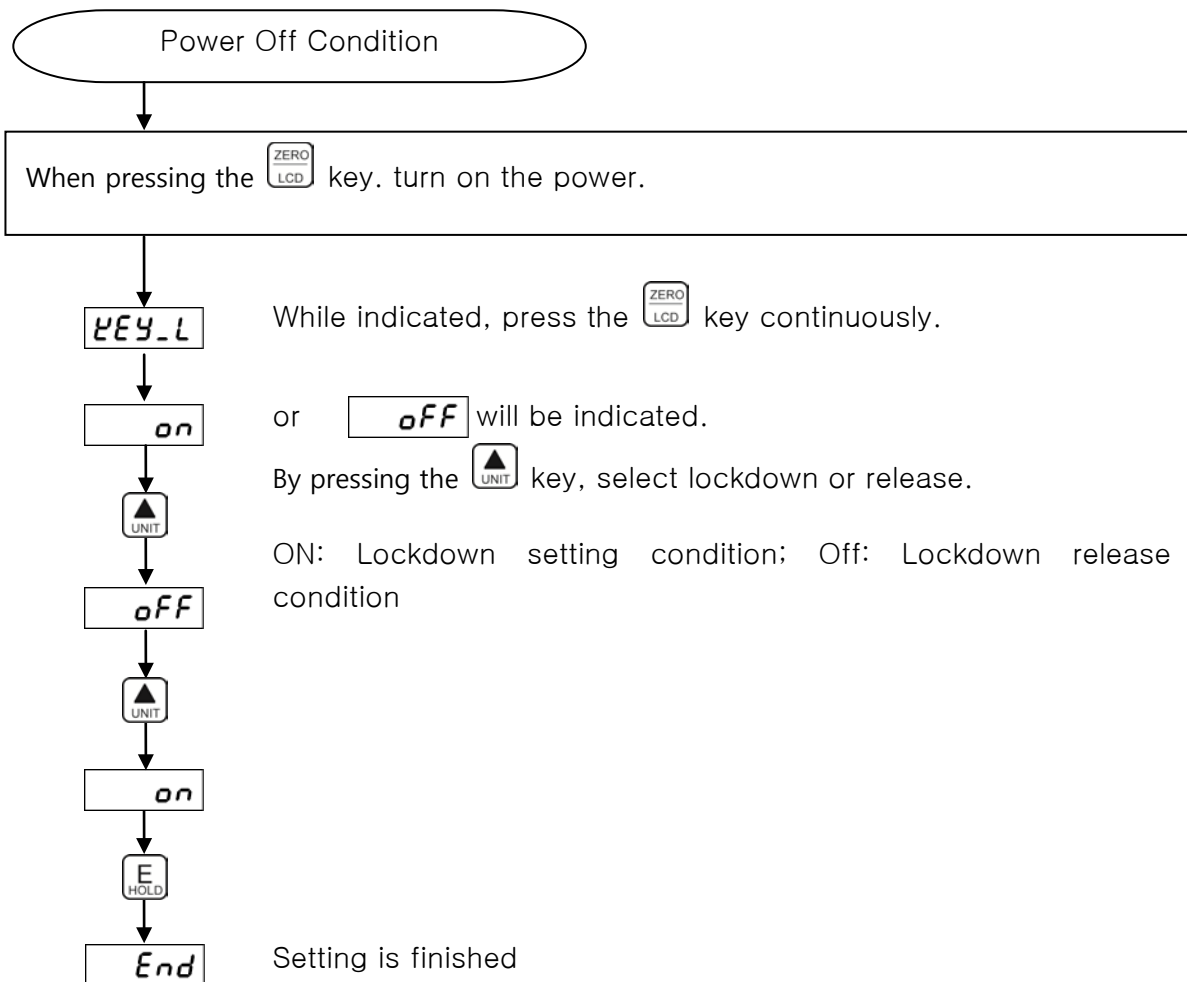 Power Off Condition
When pressing the ZERO LCD key. turn on the power.
KEY_L
While indicated, press the ZERO LCD key continuously.
on
or oFF will be indicated.
By pressing the UNIT key, select lockdown or release.
UNIT
ON: Lockdown setting condition; Off: Lockdown release
condition
oFF
UNIT
on
E
HOLD
End
Setting is finished